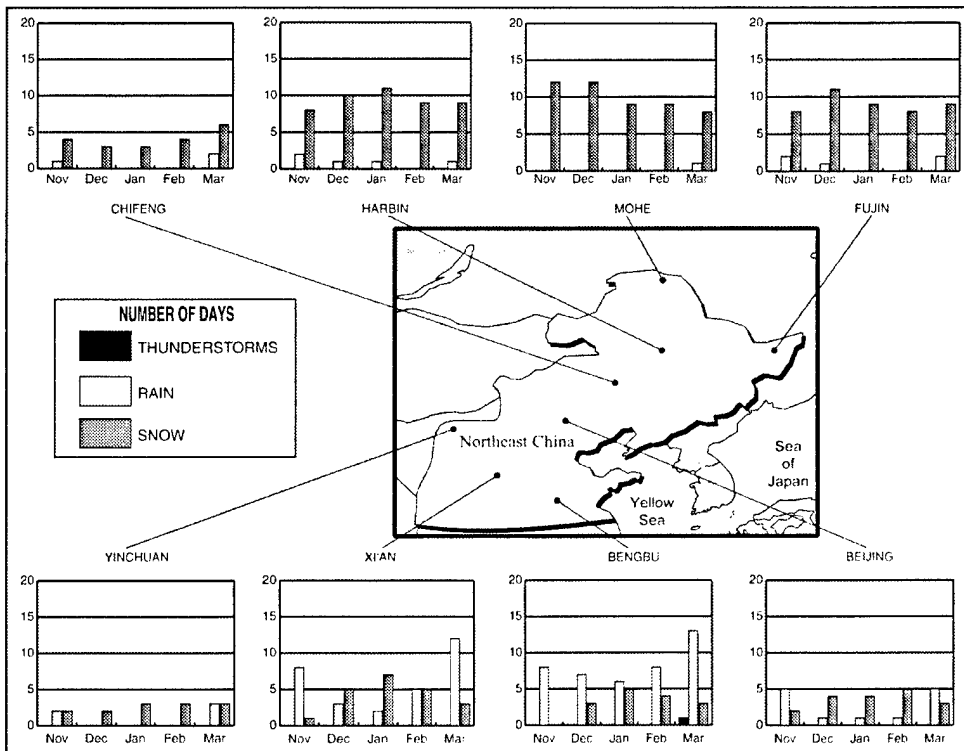 20 15 10 5 0
Nov Dec Jan Feb Mar
20 15 10 5 0
Nov Dec Jan Feb Mar
20 15 10 5 0
Nov Dec Jan Feb Mar
20 15 10 5 0
Nov Dec Jan Feb Mar
CHIFENG HARBIN MOHE FUJIN
NUMBER OF DAYS
THUNDERSTORMS
RAIN
SNOW
Northeast China
Sea
of
Japan
Yellow
Sea
YINCHUAN XI'AN BENGBU BEIJING
20 15 10 5 0
Nov Dec Jan Feb Mar
20 15 10 5 0
Nov Dec Jan Feb Mar
20 15 10 5 0
Nov Dec Jan Feb Mar
20 15 10 5 0
Nov Dec Jan Feb Mar